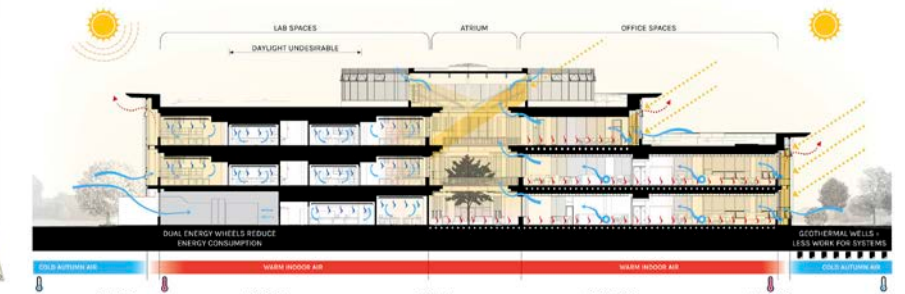 LAB SPACES
ATRIUM
OFFICE SPACES
DAYLIGHT UNDESIRABLE
DUAL ENERGY WHEELS REDUCE
ENERGY CONSUMPTION
GEOTHERMAL WELLS =
LESS WORK FOR SYSTEMS
COLD AUTUMN AIR
WARM INDOOR AIR
WARM INDOOR AIR
COLD AUTUMN AIR